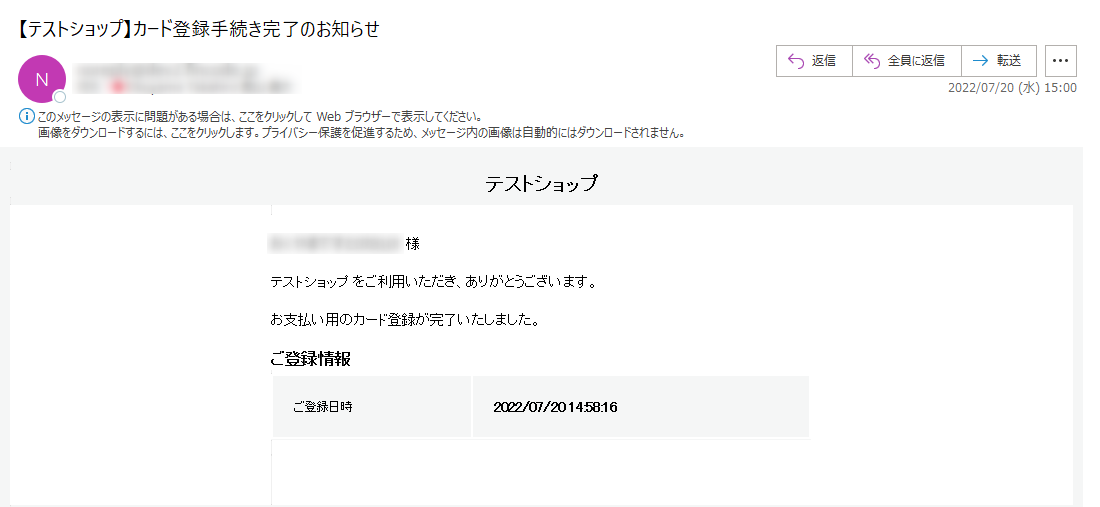 【テストショップ】カード登録手続き完了のお知らせ
N
返信
全員に返信
転送
2022/07/20 (水) 15:00
このメッセージの表示に問題がある場合は、ここをクリックして Web ブラウザーで表示してください。
画像をダウンロードするには、ここをクリックします。プライバシー保護を促進するため、メッセージ内の画像は自動的にはダウンロードされません。
テストショップ
様
テストショップ をご利用いただき、ありがとうございます。
お支払い用のカード登録が完了いたしました。
ご登録情報
ご登録日時
2022/07/20 14:58:16